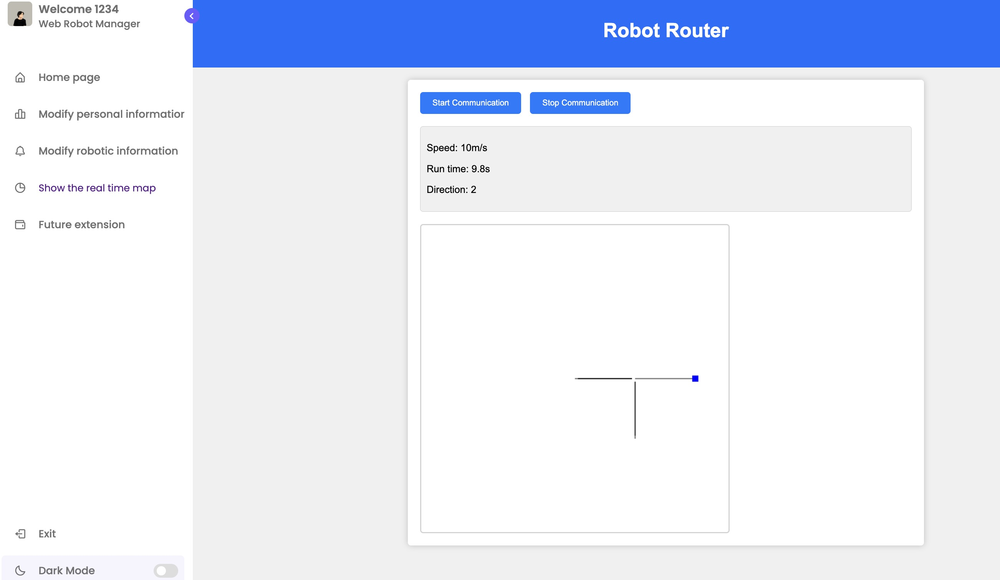 Welcome 1234
Web Robot Manager
Home page
Modify personal informatior
Modify robotic information
Show the real time map
Future extension
Exit
Dark Mode
Robot Router
Start Communication
Stop Communication
Speed: 10m/s
Run time: 9.8s
Direction: 2